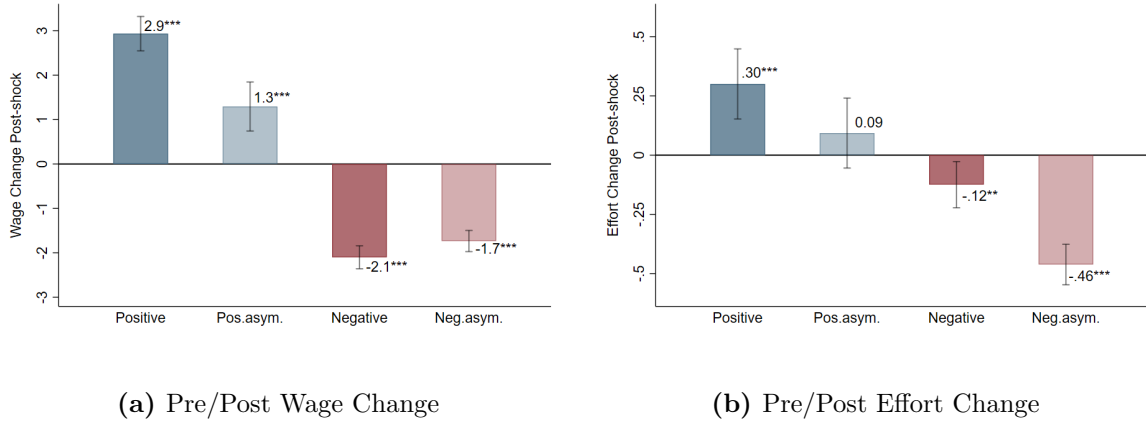 Wage Change Post-shock
3
2
1
0
-1
-2
-3
2.9***
1.3***
-2.1***
-1.7***
Positive
Pos.asym.
Negative
Neg.asym.
(a) Pre/Post Wage Change
Effort Change Post-shock
.5
.25
0
-.25
-.5
.30***
0.09
-.12**
-.46***
Positive
Pos.asym.
Negative
Neg.asym.
(b) Pre/Post Effort Change